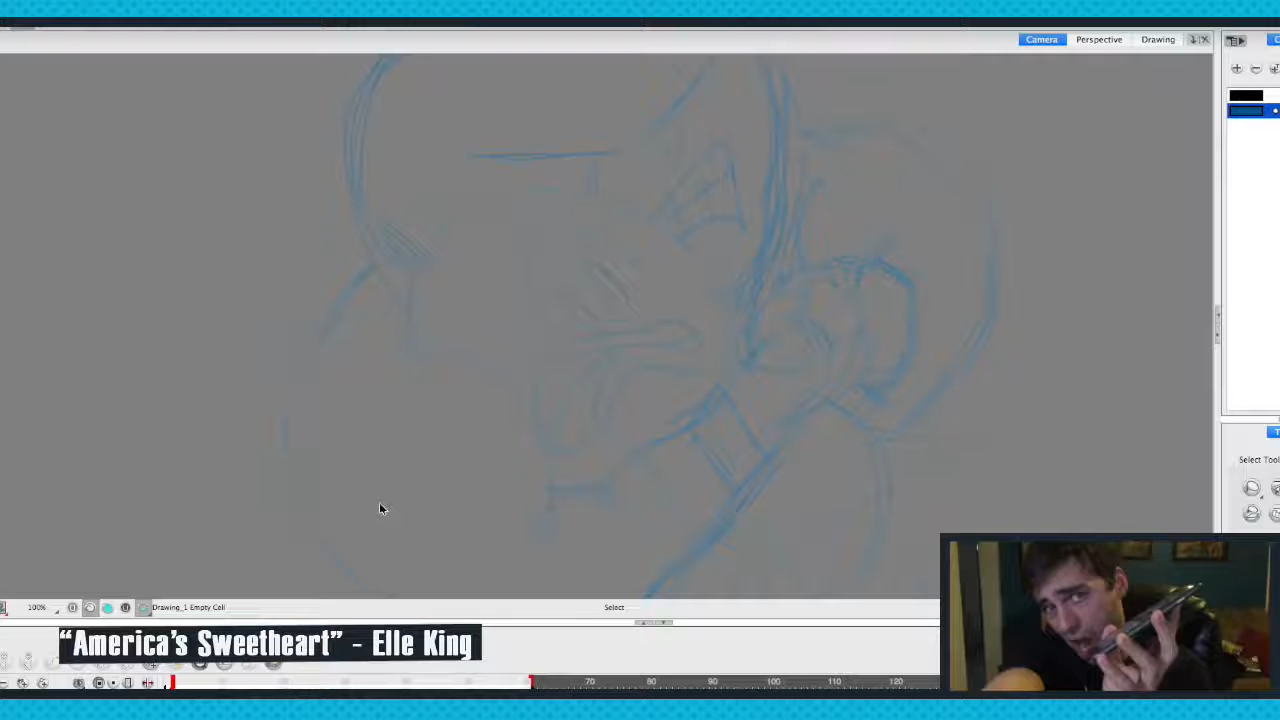 Camera Perspective Drawing
Select Tool
100% Drawing_1 Empty Cell Select
“America’s Sweetheart” - Elle King
70 80 90 100 110 120